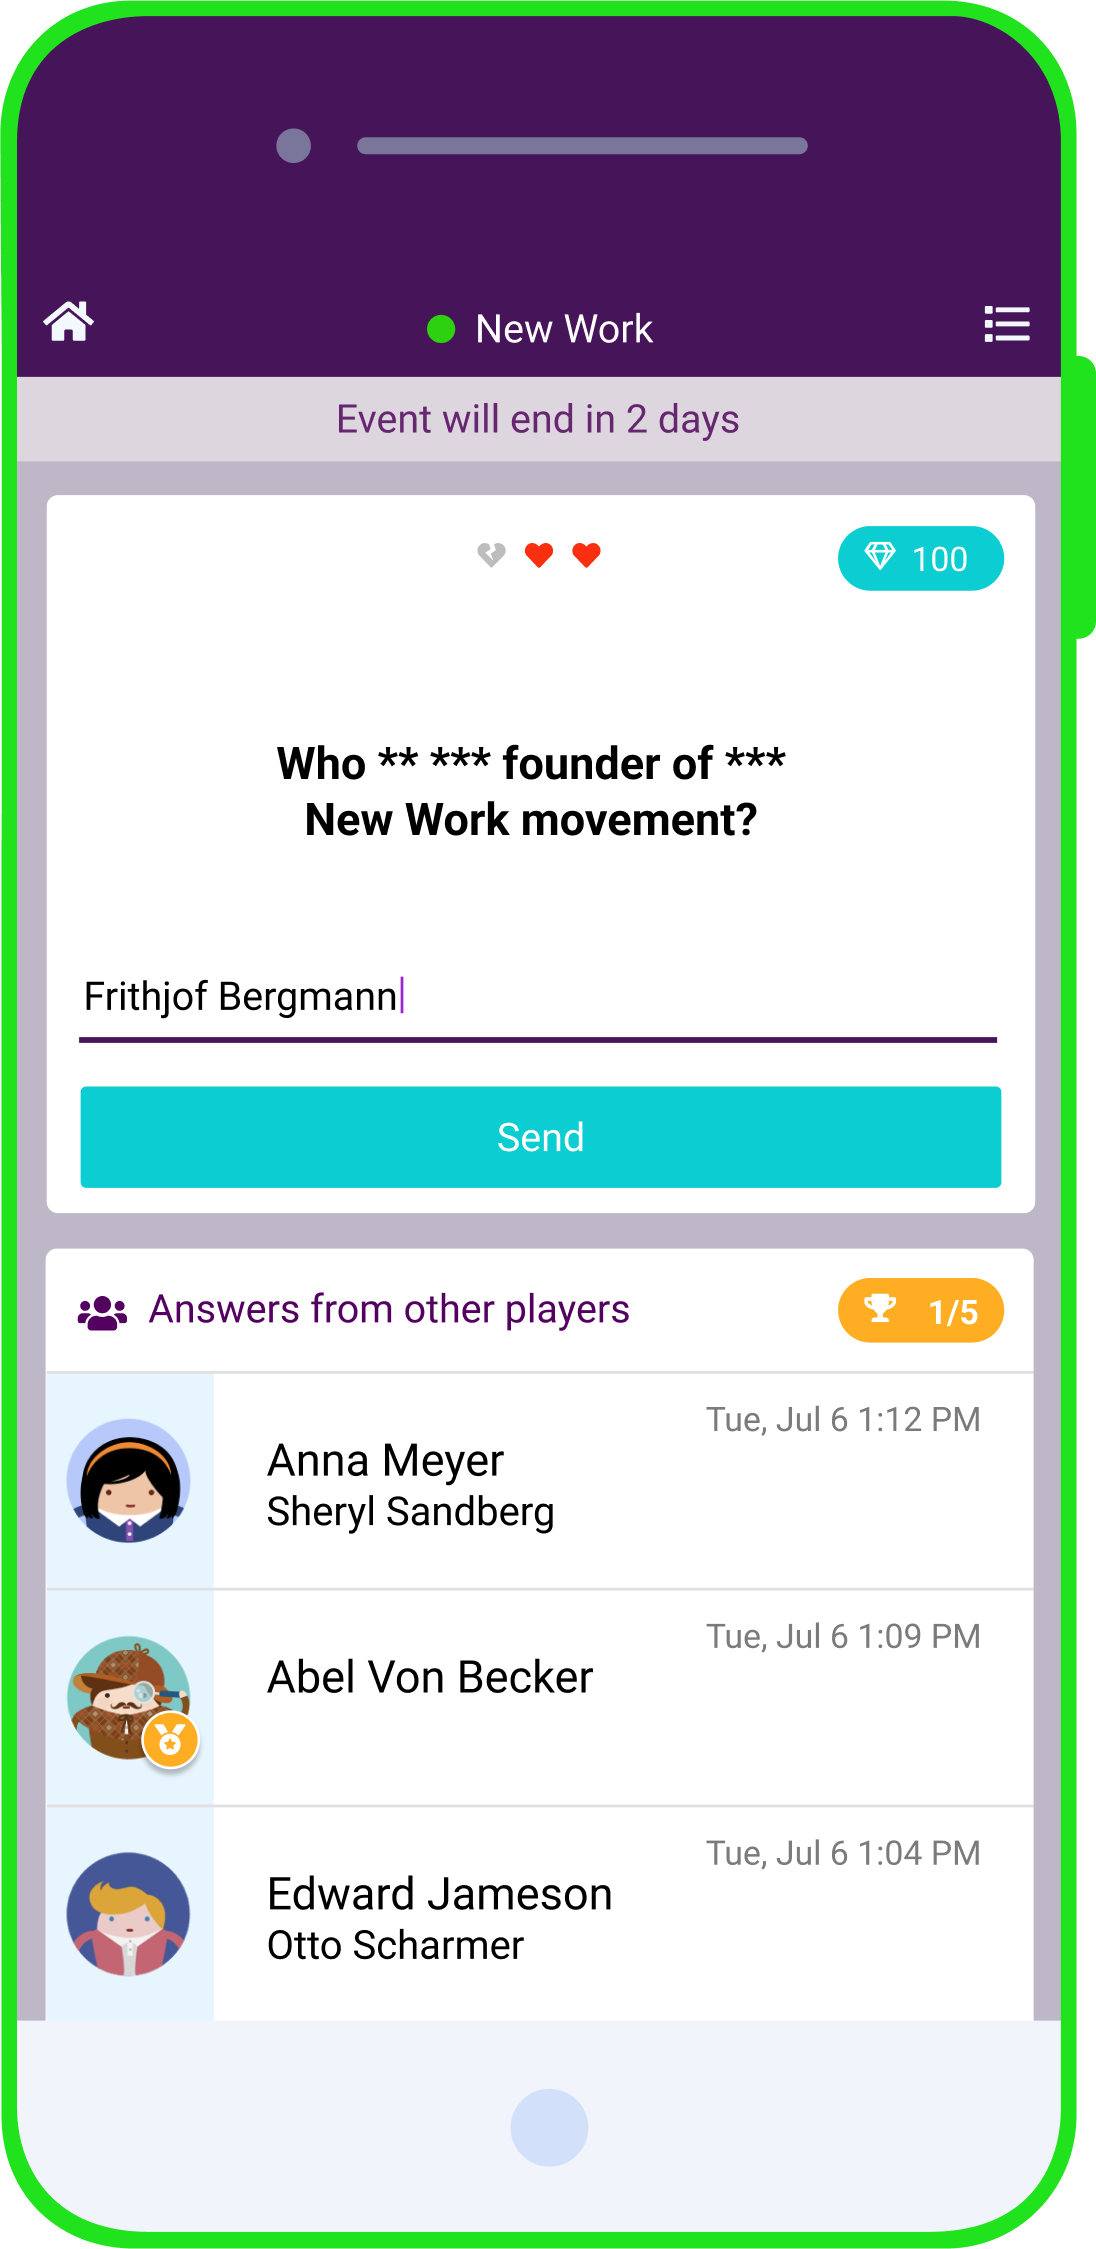 New Work
Event will end in 2 days
100
Who ** *** founder of ***
New Work movement?
Frithjof Bergmann
Send
Answers from other players
1/5
Tue, Jul 6 1:12 PM
Anna Meyer
Sheryl Sandberg
Tue, Jul 6 1:09 PM
Abel Von Becker
Tue, Jul 6 1:04 PM
Edward Jameson
Otto Scharmer